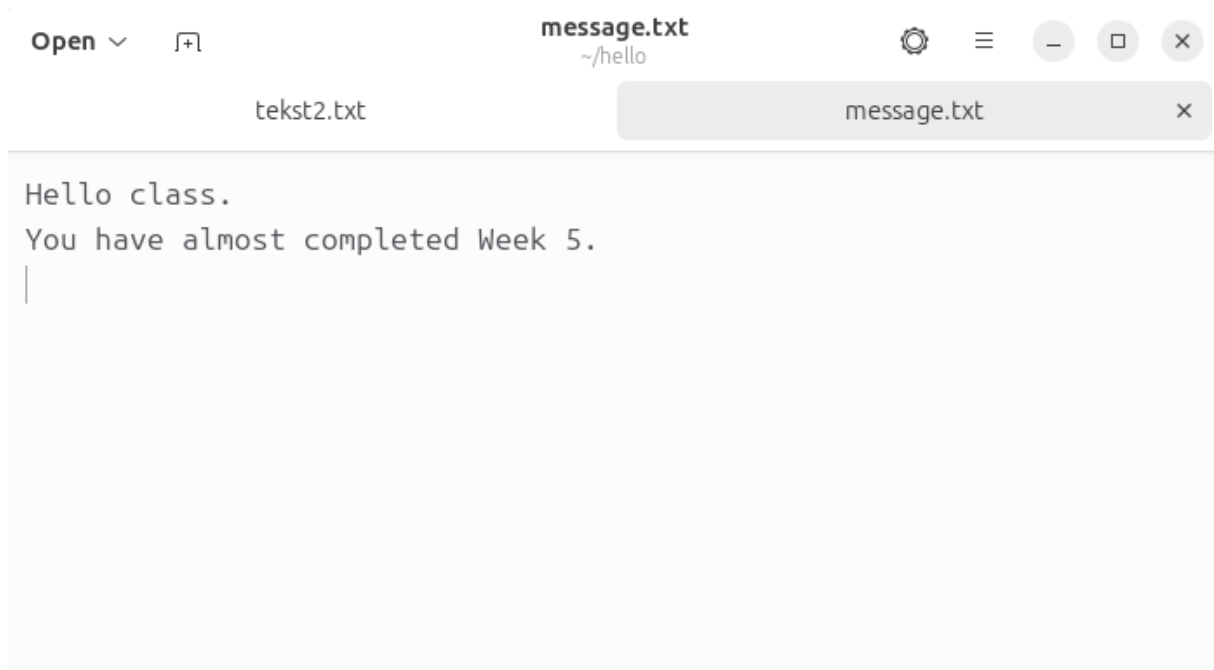 Open
message.txt
~/hello
tekst2.txt
message.txt
Hello class.
You have almost completed Week 5.